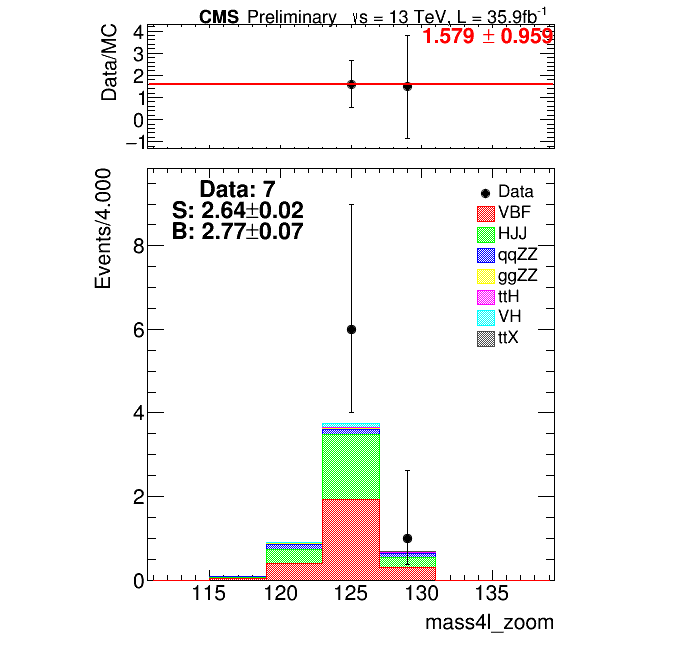 CMS Preliminary √s = 13 TeV, L = 35.9fb-1
1.579 ± 0.959
Data/MC
4
3
2
1
0
−1
Events/4.000
Data: 7
S: 2.64±0.02
B: 2.77±0.07
Data
VBF
HJJ
qqZZ
ggZZ
ttH
VH
ttX
8
6
4
2
0
115 120 125 130 135
mass4l_zoom